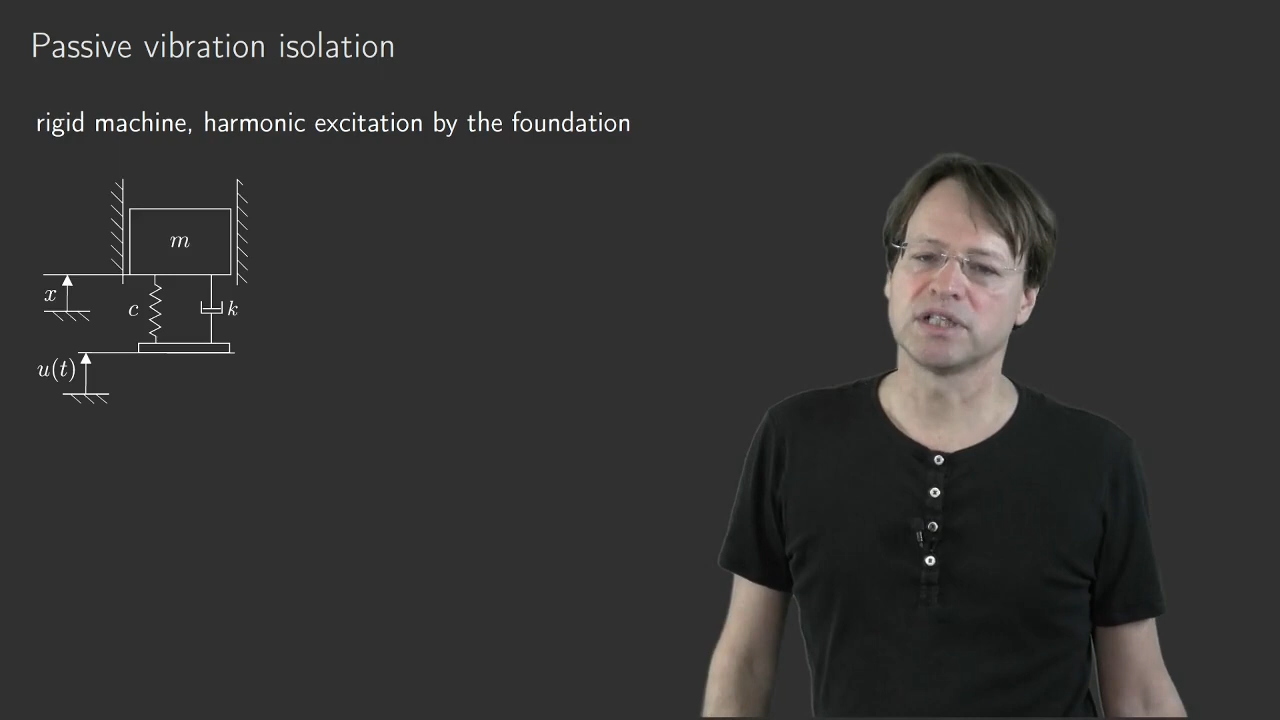 Passive vibration isolation
rigid machine, harmonic excitation by the foundation
m
x
c
k
u(t)